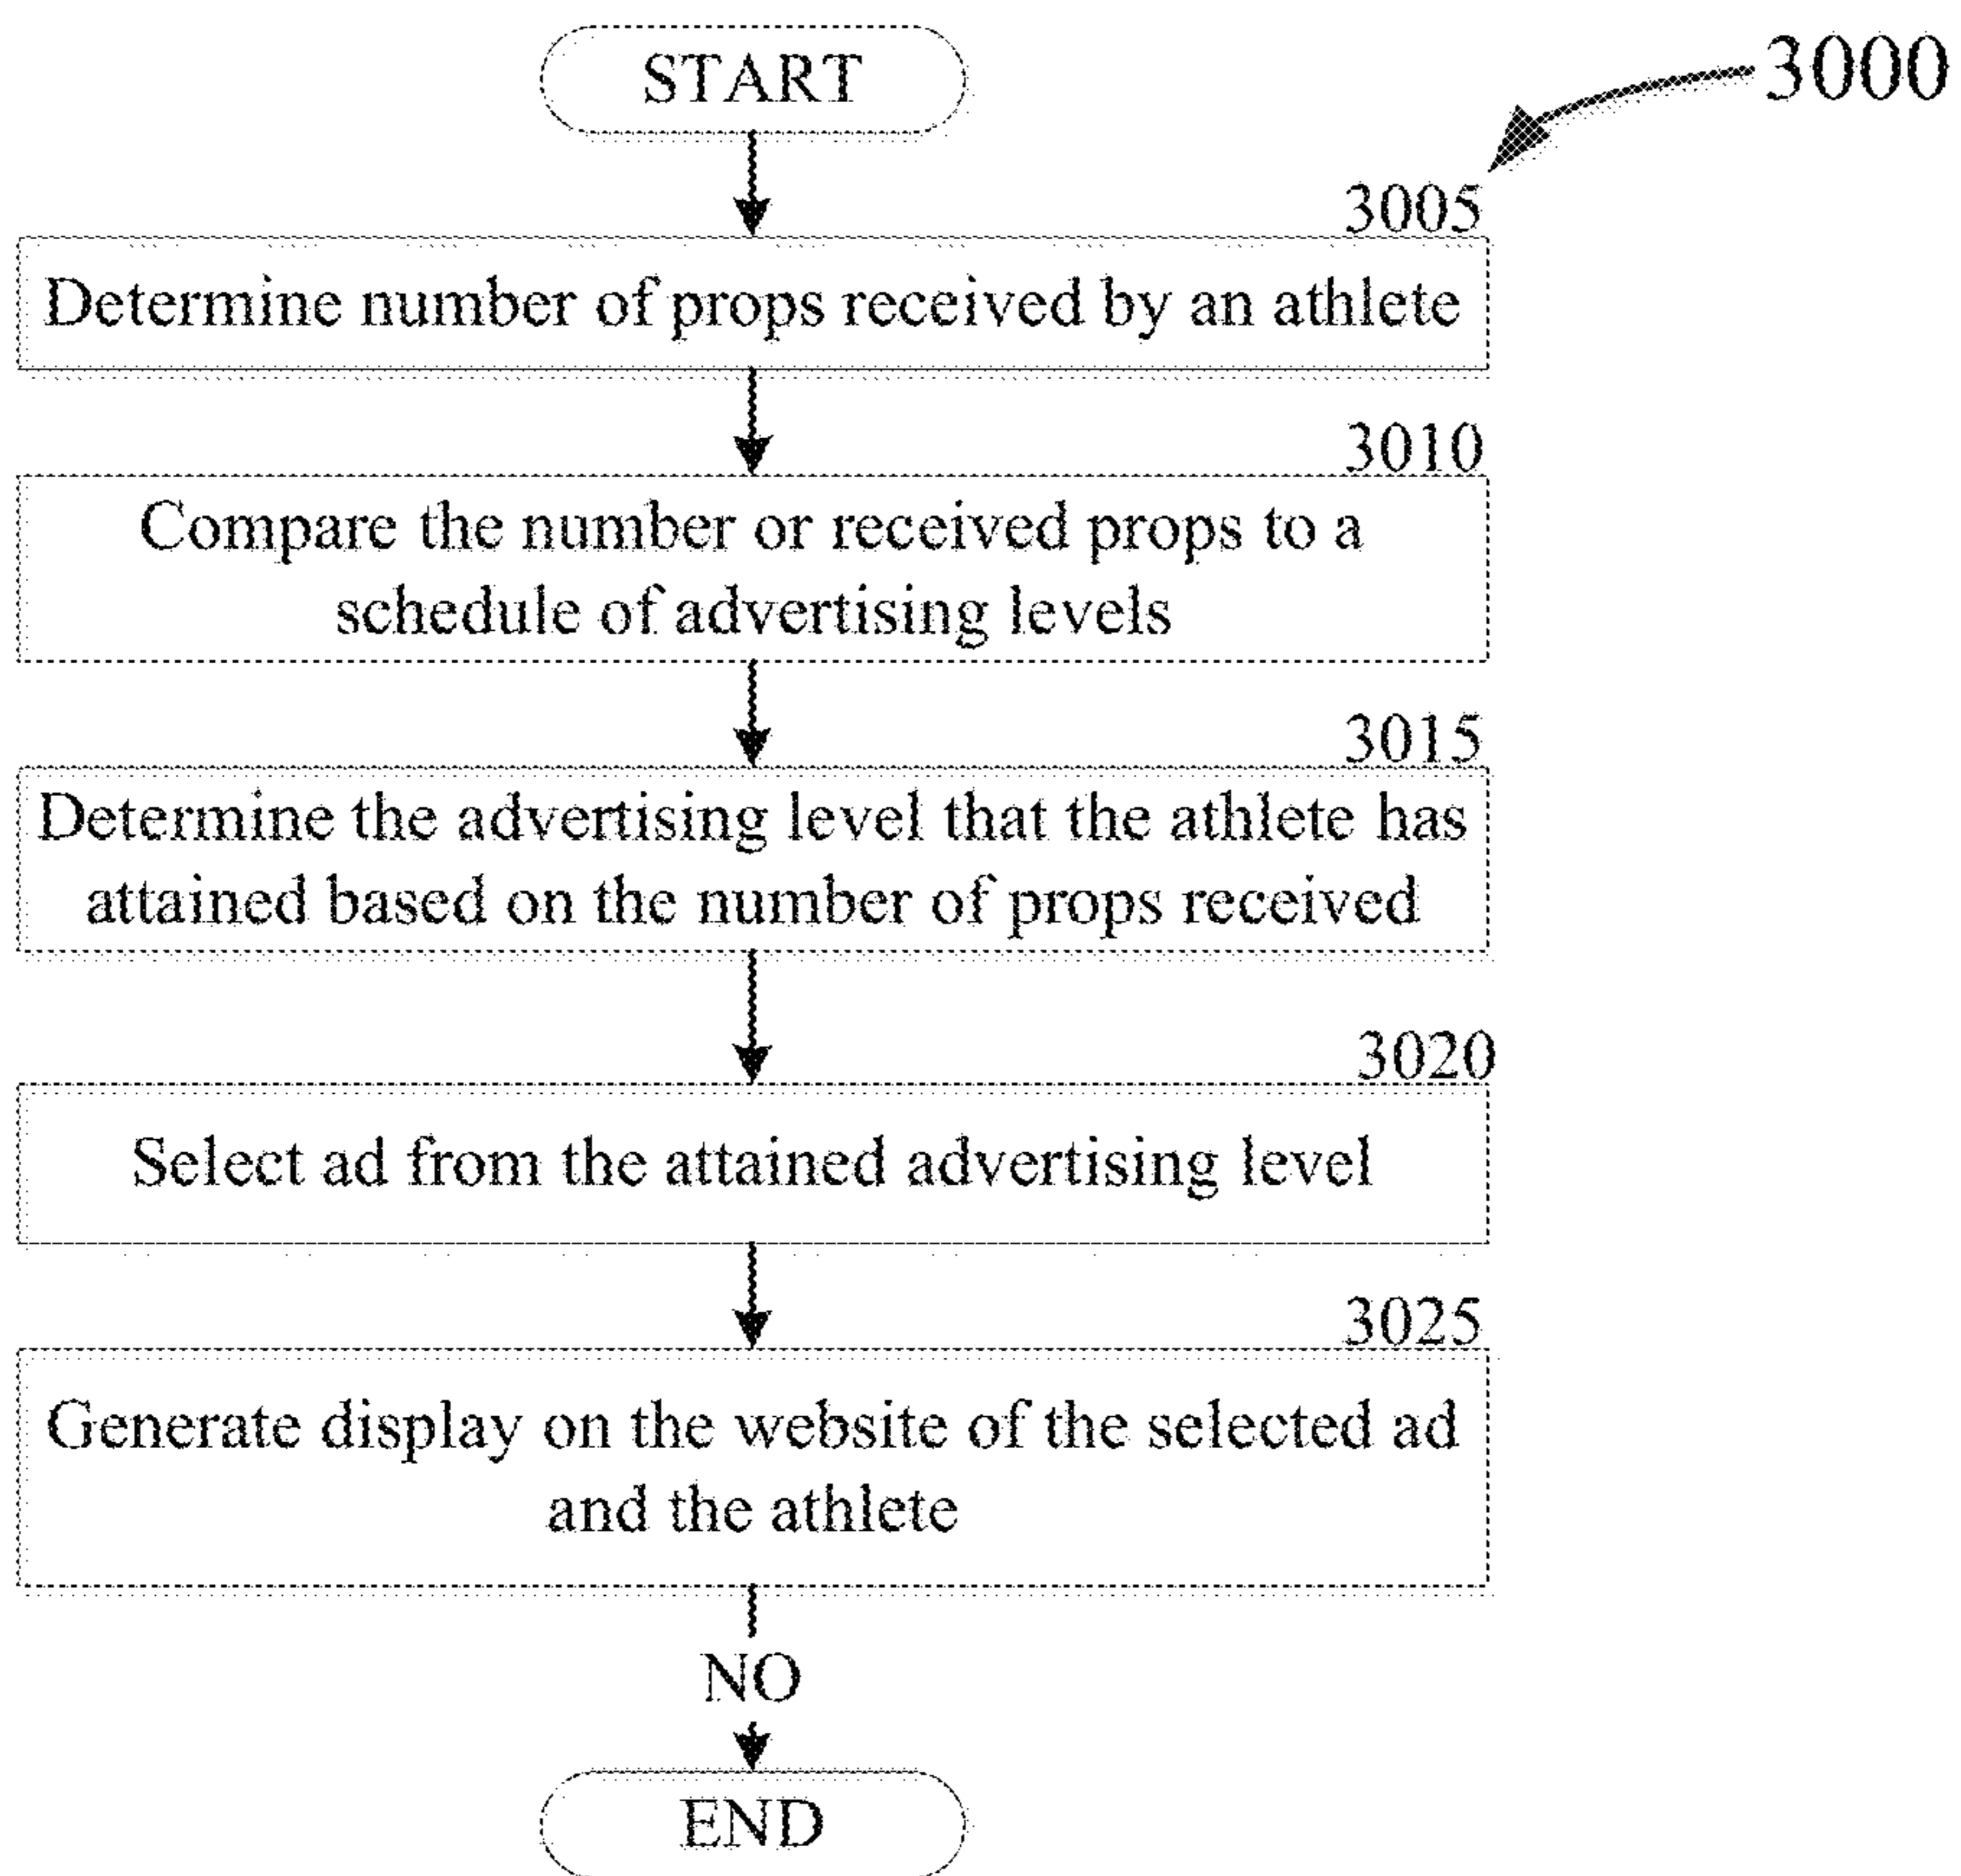 START
3000
3005
Determine number of props received by an athlete
3010
Compare the number or received props to a
schedule of advertising levels
3015
Determine the advertising level that the athlete has
attained based on the number of props received
3020
Select ad from the attained advertising level
3025
Generate display on the website of the selected ad
and the athlete
NO
END